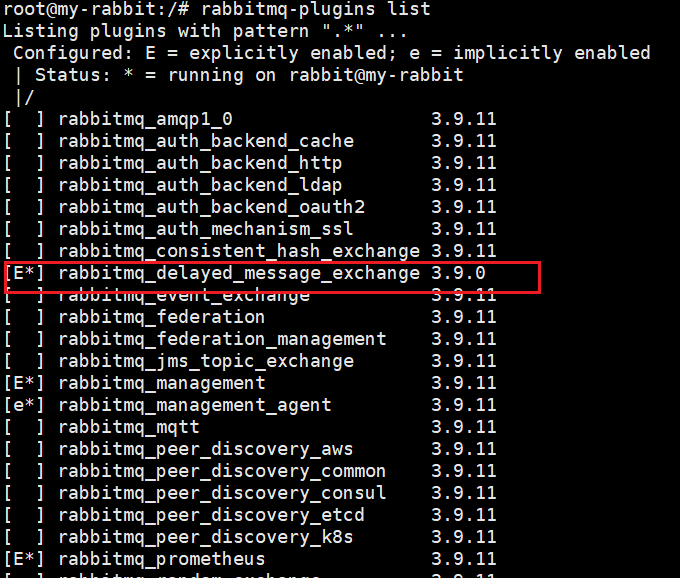 root@my-rabbit:/# rabbitmq-plugins list
Listing plugins with pattern ".*" ...
 Configured: E = explicitly enabled; e = implicitly enabled
 | Status: * = running on rabbit@my-rabbit
 |/
[  ] rabbitmq_amqp1_0                  3.9.11
[  ] rabbitmq_auth_backend_cache       3.9.11
[  ] rabbitmq_auth_backend_http        3.9.11
[  ] rabbitmq_auth_backend_ldap        3.9.11
[  ] rabbitmq_auth_backend_oauth2      3.9.11
[  ] rabbitmq_auth_mechanism_ssl       3.9.11
[  ] rabbitmq_consistent_hash_exchange 3.9.11
[E*] rabbitmq_delayed_message_exchange 3.9.0
[  ] rabbitmq_event_exchange           3.9.11
[  ] rabbitmq_federation               3.9.11
[  ] rabbitmq_federation_management    3.9.11
[  ] rabbitmq_jms_topic_exchange       3.9.11
[E*] rabbitmq_management               3.9.11
[e*] rabbitmq_management_agent         3.9.11
[  ] rabbitmq_mqtt                     3.9.11
[  ] rabbitmq_peer_discovery_aws       3.9.11
[  ] rabbitmq_peer_discovery_common    3.9.11
[  ] rabbitmq_peer_discovery_consul    3.9.11
[  ] rabbitmq_peer_discovery_etcd      3.9.11
[  ] rabbitmq_peer_discovery_k8s       3.9.11
[E*] rabbitmq_prometheus               3.9.11
[  ] rabbitmq_random_exchange          3.9.11